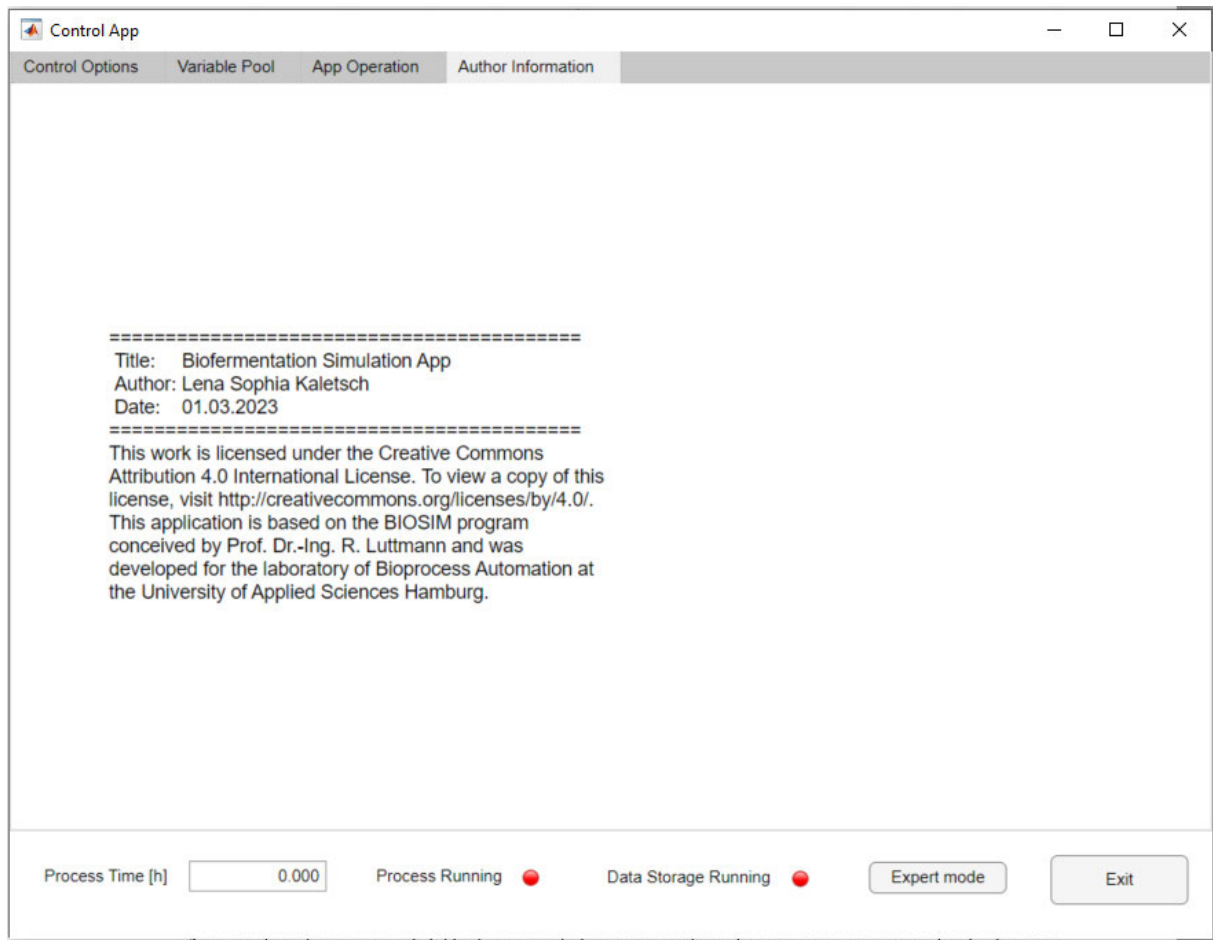 Control App
Control Options Variable Pool App Operation Author Information
==========================================
Title: Biofermentation Simulation App
Author: Lena Sophia Kaletsch
Date: 01.03.2023
==========================================
This work is licensed under the Creative Commons
Attribution 4.0 International License. To view a copy of this
license, visit http://creativecommons.org/licenses/by/4.0/.
This application is based on the BIOSIM program
conceived by Prof. Dr.-Ing. R. Luttmann and was
developed for the laboratory of Bioprocess Automation at
the University of Applied Sciences Hamburg.
Process Time [h] 0.000 Process Running Data Storage Running Expert mode Exit